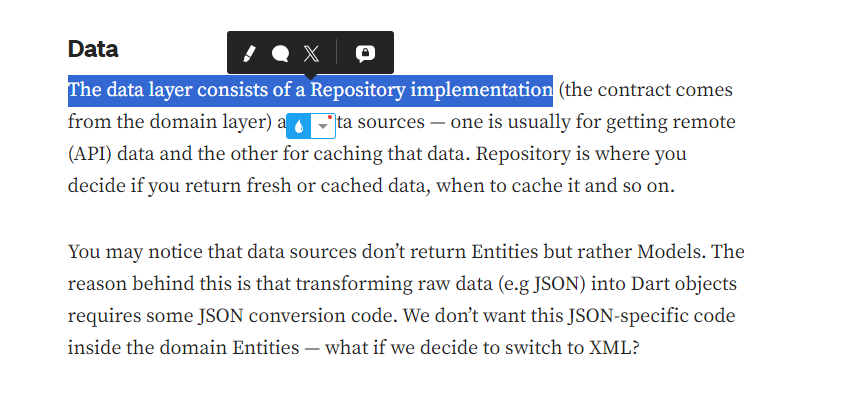 Data
The data layer consists of a Repository implementation (the contract comes
from the domain layer) a ta sources — one is usually for getting remote
(API) data and the other for caching that data. Repository is where you
decide if you return fresh or cached data, when to cache it and so on.
You may notice that data sources don’t return Entities but rather Models. The
reason behind this is that transforming raw data (e.g JSON) into Dart objects
requires some JSON conversion code. We don’t want this JSON-specific code
inside the domain Entities — what if we decide to switch to XML?